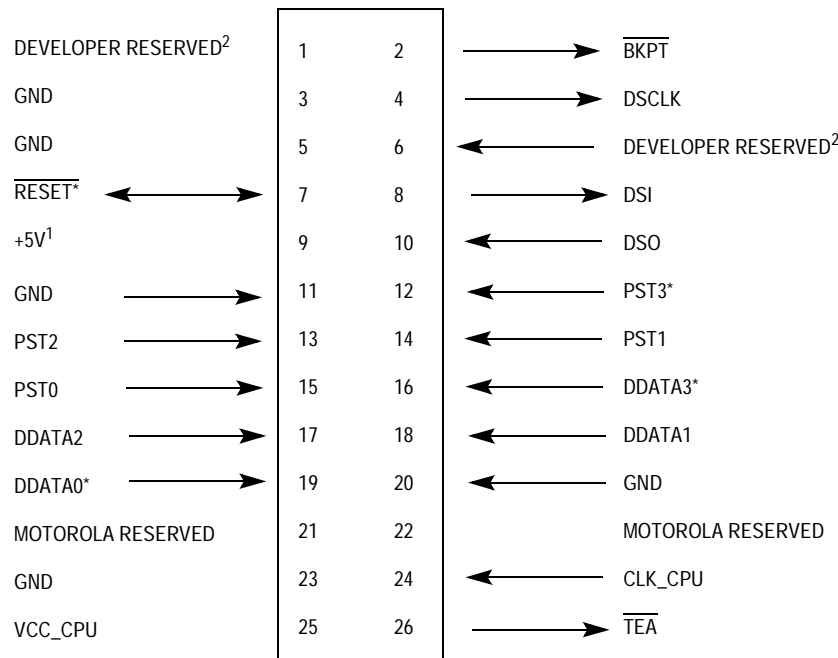 DEVELOPER RESERVED² 1 2 BKPT
GND 3 4 DSCLK
GND 5 6 DEVELOPER RESERVED²
RESET* 7 8 DSI
+5V¹ 9 10 DSO
GND 11 12 PST3*
PST2 13 14 PST1
PST0 15 16 DDATA3*
DDATA2 17 18 DDATA1
DDATA0* 19 20 GND
MOTOROLA RESERVED 21 22 MOTOROLA RESERVED
GND 23 24 CLK_CPU
VCC_CPU 25 26 TEA